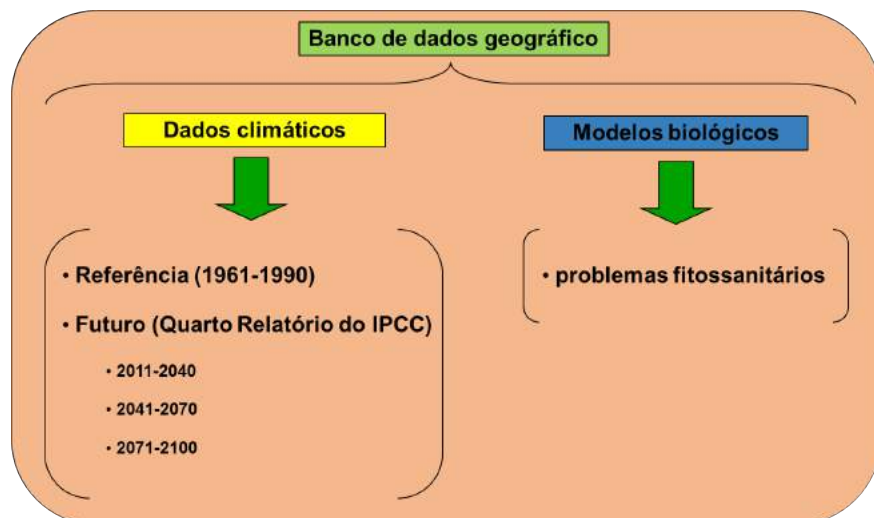 Banco de dados geográfico
Dados climáticos
Modelos biológicos
• Referência (1961-1990)
• Futuro (Quarto Relatório do IPCC)
• 2011-2040
• 2041-2070
• 2071-2100
• problemas fitossanitários